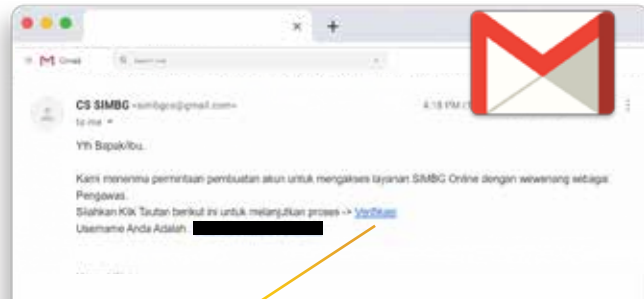 Gmail
CS SIMBG <simbgcs@gmail.com>
to me
4:18 PM
Yth Bapak/Ibu.
Kami menerima permintaan pembuatan akun untuk mengakses layanan SIMBG Online dengan wewenang sebagai
Pengawas.
Silahkan Klik Tautan berikut ini untuk melanjutkan proses -> Verifikasi
Username Anda Adalah